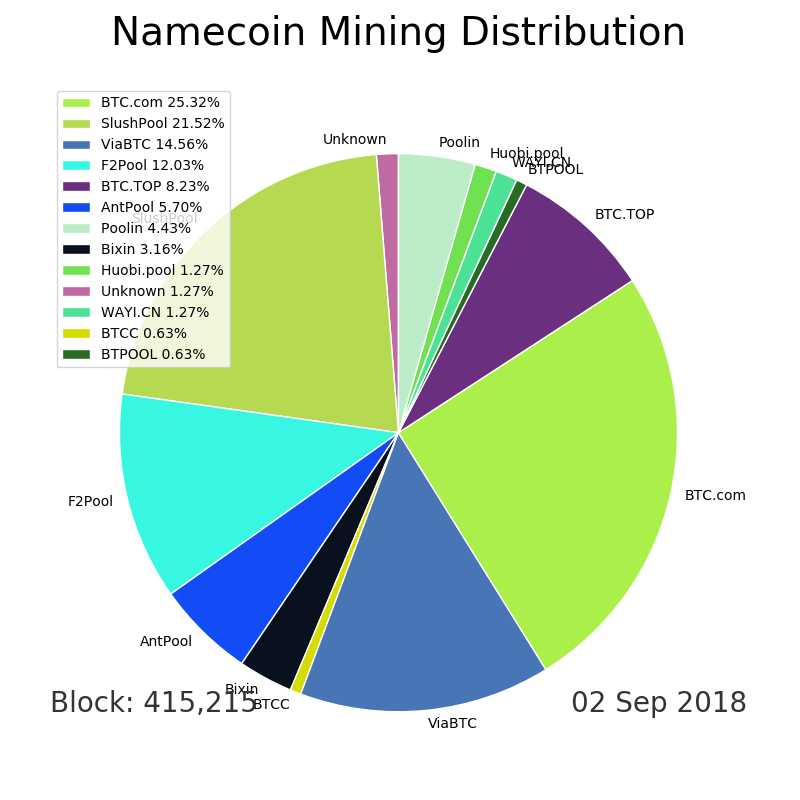 Namecoin Mining Distribution
BTC.com 25.32%
SlushPool 21.52%
ViaBTC 14.56%
F2Pool 12.03%
BTC.TOP 8.23%
AntPool 5.70%
Poolin 4.43%
Bixin 3.16%
Huobi.pool 1.27%
Unknown 1.27%
WAYI.CN 1.27%
BTCC 0.63%
BTPOOL 0.63%
Unknown
Poolin
Huobi.pool
WAYI.CN
BTPOOL
BTC.TOP
SlushPool
BTC.com
F2Pool
AntPool
Bixin
BTCC
ViaBTC
Block: 415,215
02 Sep 2018